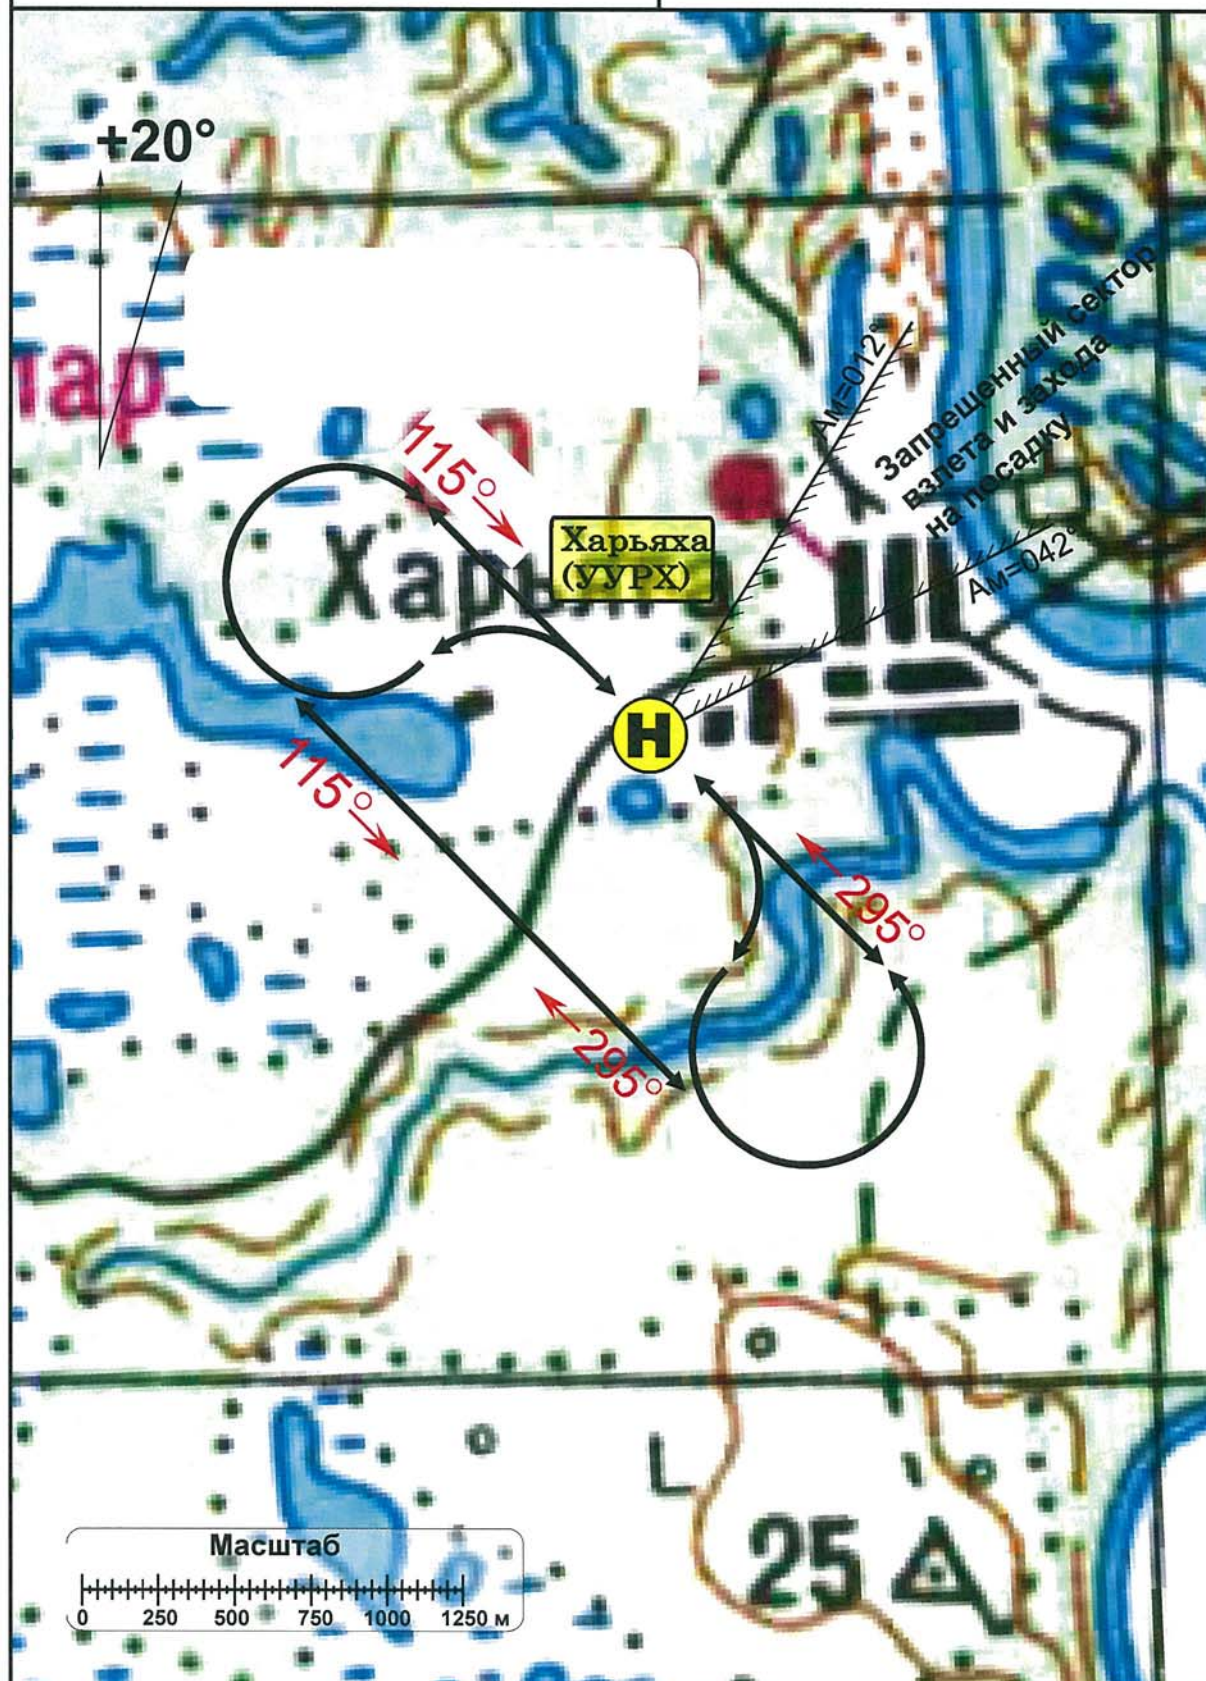 +20°
лар
115°
Ам=012°
Запрещенный сектор
взлета и захода
на посадку
Ам=042°
Харьяха
(УУРХ)
H
115°
295°
295°
L
25
Масштаб
0 250 500 750 1000 1250 м